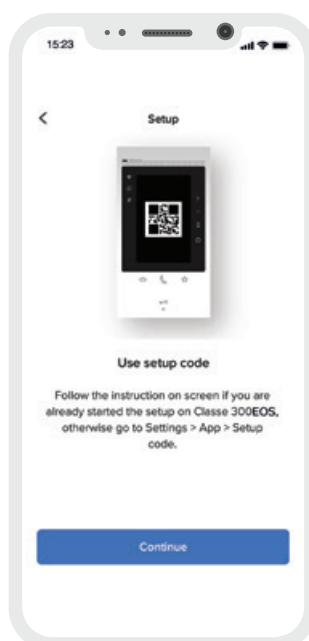 15:23
Setup
Use setup code
Follow the instruction on screen if you are
already started the setup on Classe 300EOS,
otherwise go to Settings > App > Setup
code.
Continue